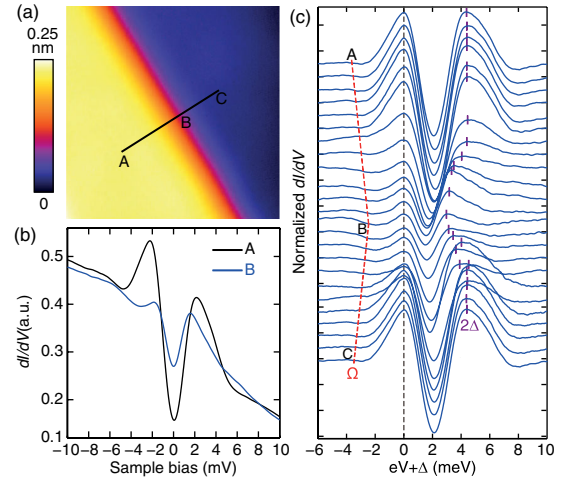 (a)
0.25
nm
0
A
B
C
(b)
dI/dV(a.u.)
0.5
0.4
0.3
0.2
0.1
A
B
-10 -8 -6 -4 -2 0 2 4 6 8 10
Sample bias (mV)
(c)
Normalized dI/dV
A
B
C
Ω
2Δ
-6 -4 -2 0 2 4 6 8 10
eV+Δ (meV)